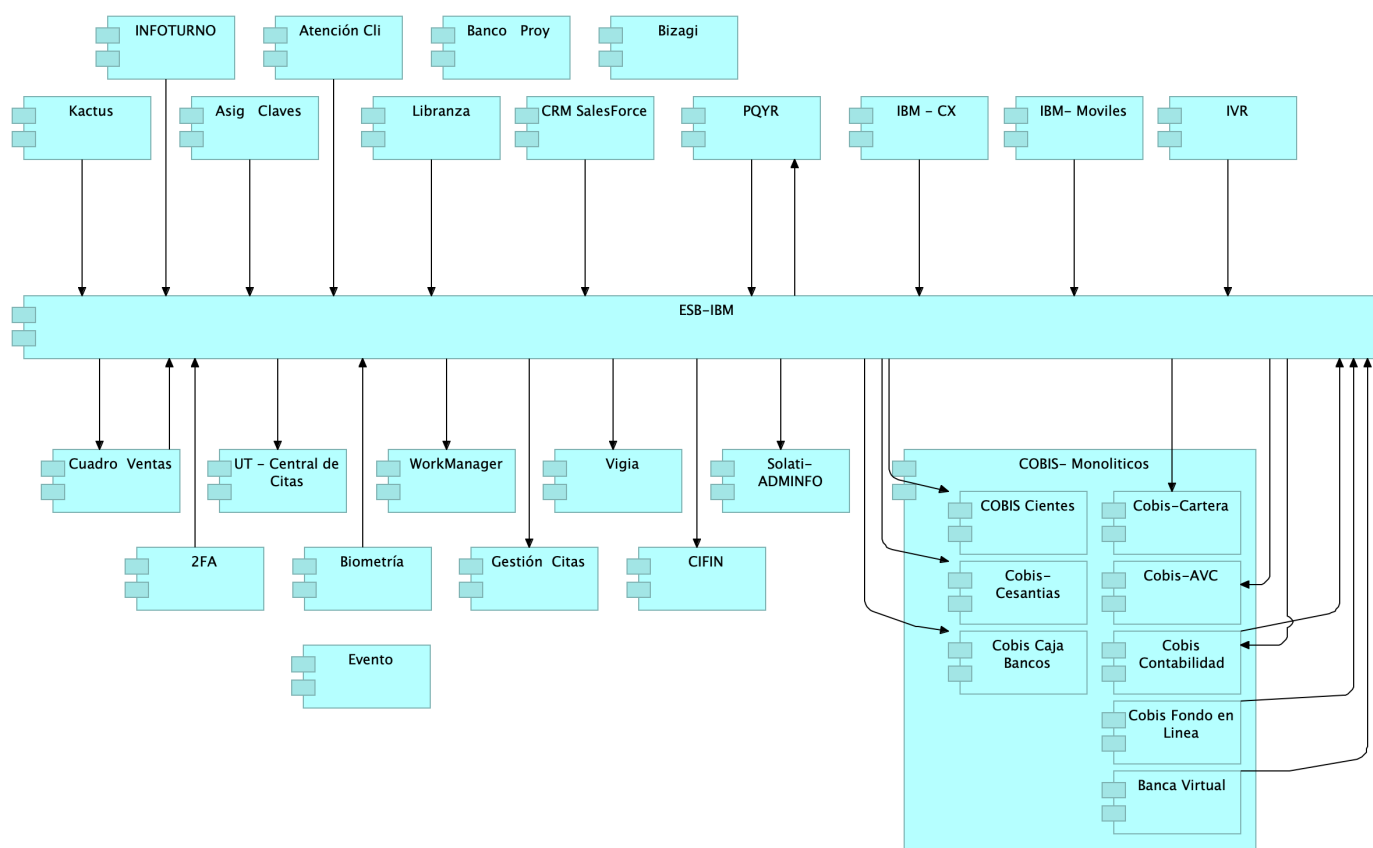 INFOTURNO
Atención Cli
Banco Proy
Bizagi
Kactus
Asig Claves
Libranza
CRM SalesForce
PQYR
IBM - CX
IBM- Moviles
IVR
ESB-IBM
Cuadro Ventas
UT - Central de
Citas
WorkManager
Vigia
Solati-
ADMINFO
COBIS- Monoliticos
COBIS Cientes
Cobis-Cartera
2FA
Biometría
Gestión Citas
CIFIN
Cobis-
Cesantias
Cobis-AVC
Evento
Cobis Caja
Bancos
Cobis
Contabilidad
Cobis Fondo en
Linea
Banca Virtual